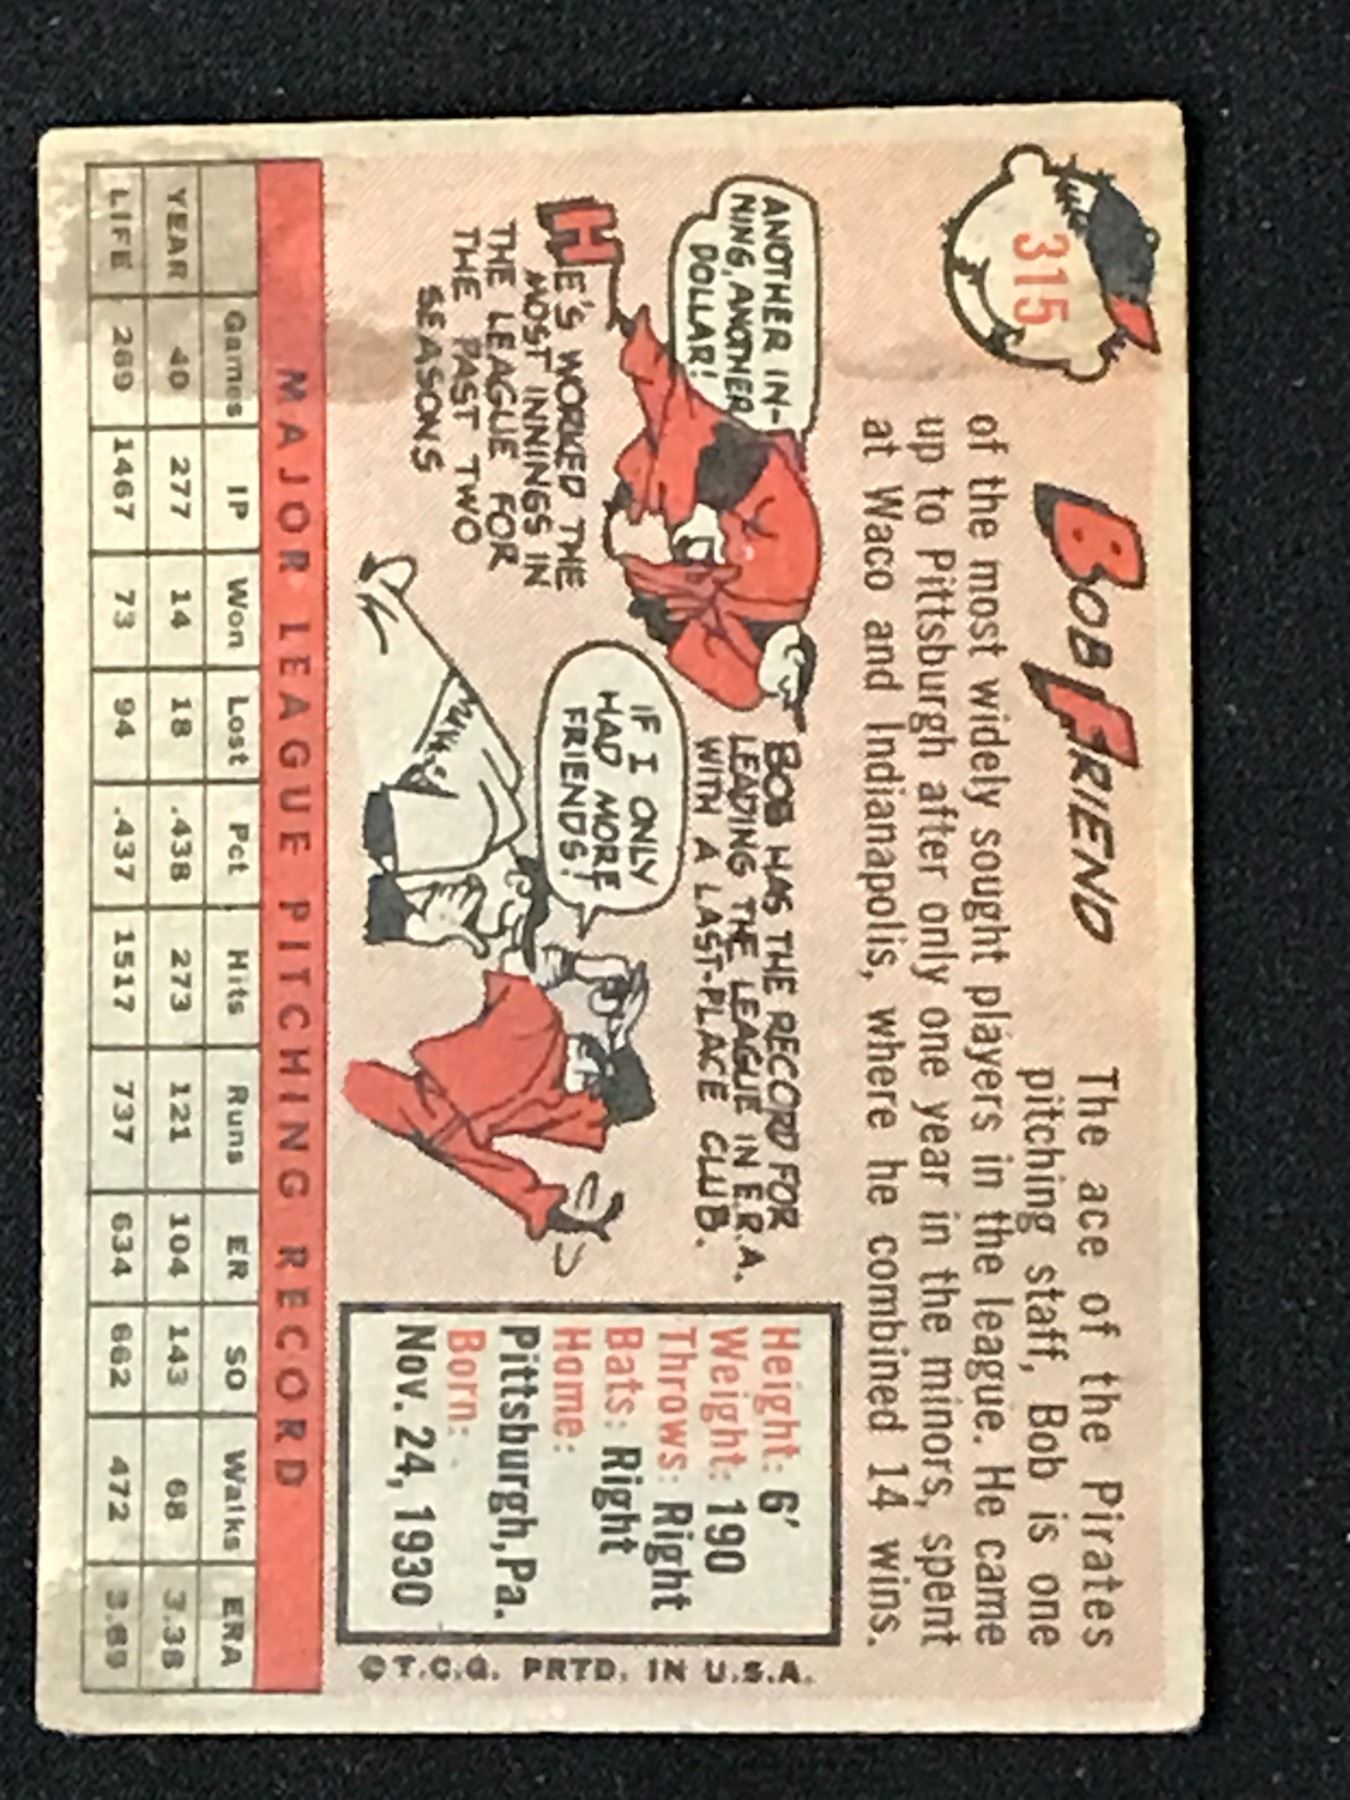 315
BOB FRIEND
The ace of the Pirates
pitching staff, Bob is one
of the most widely sought players in the league. He came
up to Pittsburgh after only one year in the minors, spent
at Waco and Indianapolis, where he combined 14 wins.
ANOTHER IN-
NING, ANOTHER
DOLLAR!
HE'S WORKED THE
MOST INNINGS IN
THE LEAGUE FOR
THE PAST TWO
SEASONS
BOB HAS THE RECORD FOR
LEADING THE LEAGUE IN E.R.A.
WITH A LAST-PLACE CLUB.
IF I ONLY
HAD MORE
FRIENDS!
Height: 6'
Weight: 190
Throws: Right
Bats: Right
Home:
Pittsburgh, Pa.
Born:
Nov. 24, 1930
©T.C.G. PRTD. IN U.S.A.
MAJOR LEAGUE PITCHING RECORD
Games IP Won Lost Pct Hits Runs ER SO Walks ERA
YEAR 40 277 14 18 .438 273 121 104 143 68 3.38
LIFE 269 1467 73 94 .437 1517 737 634 662 472 3.89